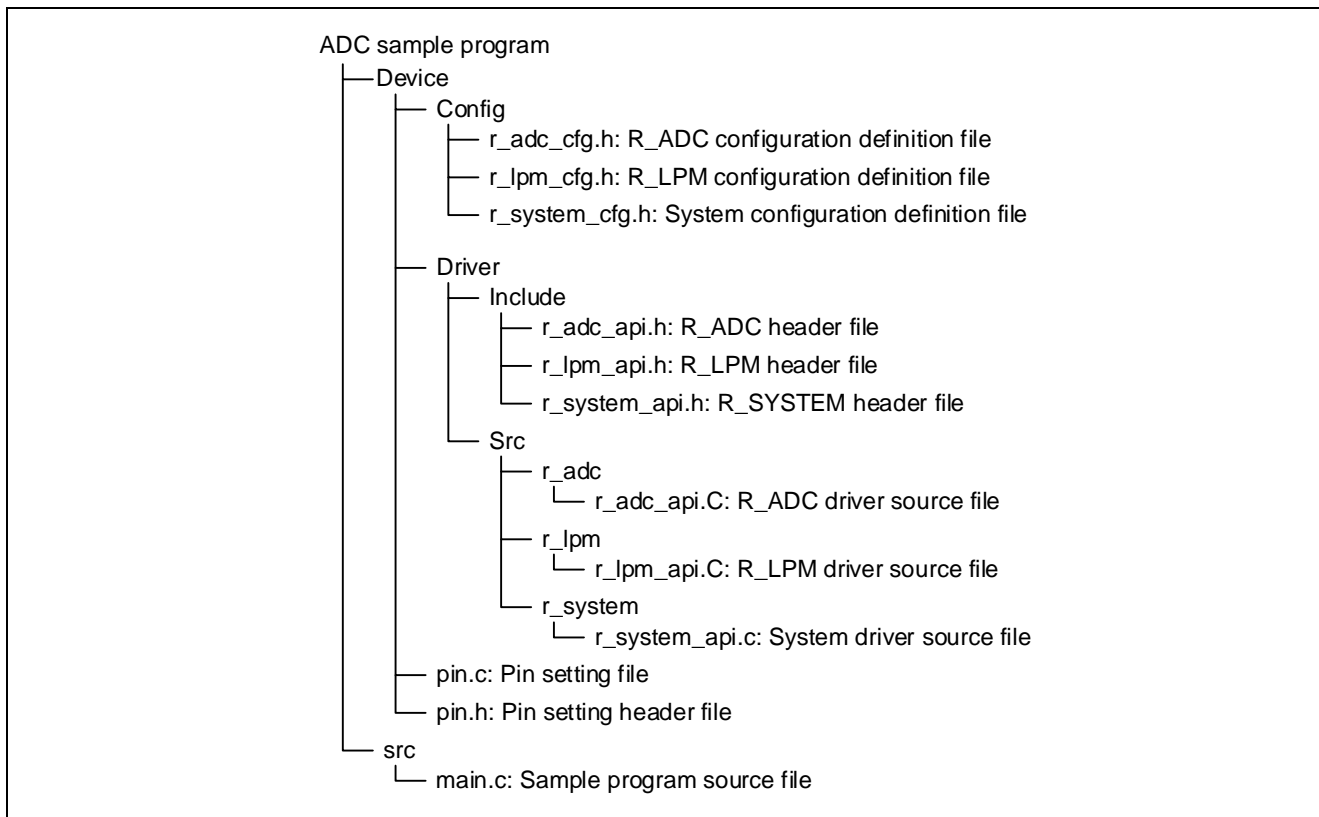 ADC sample program
Device
Config
r_adc_cfg.h: R_ADC configuration definition file
r_lpm_cfg.h: R_LPM configuration definition file
r_system_cfg.h: System configuration definition file
Driver
Include
r_adc_api.h: R_ADC header file
r_lpm_api.h: R_LPM header file
r_system_api.h: R_SYSTEM header file
Src
r_adc
r_adc_api.C: R_ADC driver source file
r_lpm
r_lpm_api.C: R_LPM driver source file
r_system
r_system_api.c: System driver source file
pin.c: Pin setting file
pin.h: Pin setting header file
src
main.c: Sample program source file